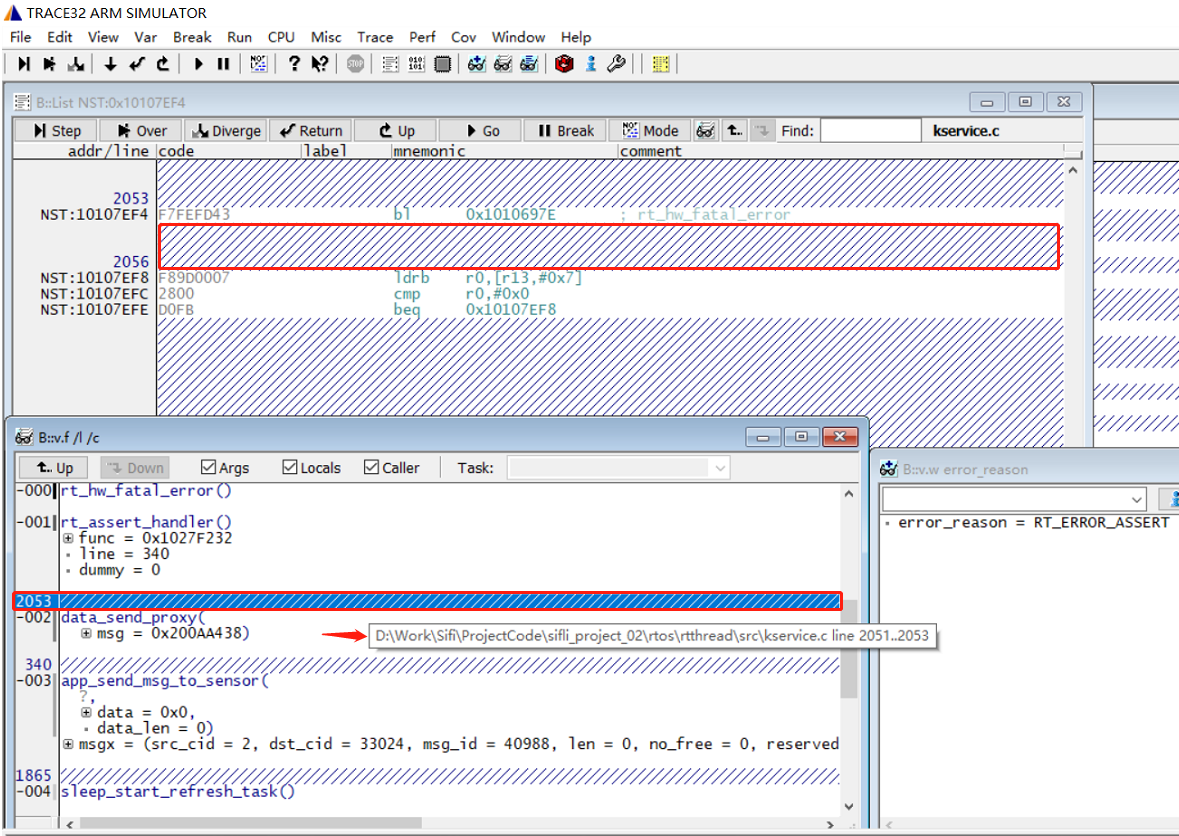 TRACE32 ARM SIMULATOR
File Edit View Var Break Run CPU Misc Trace Perf Cov Window Help
B::List NST:0x10107EF4
Step Over Diverge Return Up Go Break Mode Find: kservice.c
addr/line code label mnemonic comment
2053
NST:10107EF4 F7FEFD43 bl 0x1010697E ; rt_hw_fatal_error
2056
NST:10107EF8 F89D0007 ldrb r0,[r13,#0x7]
NST:10107EFC 2800 cmp r0,#0x0
NST:10107EFE D0FB beq 0x10107EF8
B::v.f /l /c
Up Down Args Locals Caller Task:
-000 rt_hw_fatal_error()
-001 rt_assert_handler()
func = 0x1027F232
line = 340
dummy = 0
2053
-002 data_send_proxy(
msg = 0x200AA438)
D:\Work\Sifi\ProjectCode\sifli_project_02\rtos\rtthread\src\kservice.c line 2051..2053
340
-003 app_send_msg_to_sensor(
?,
data = 0x0,
data_len = 0)
msgx = (src_cid = 2, dst_cid = 33024, msg_id = 40988, len = 0, no_free = 0, reserved
1865
-004 sleep_start_refresh_task()
B::v.w error_reason
error_reason = RT_ERROR_ASSERT